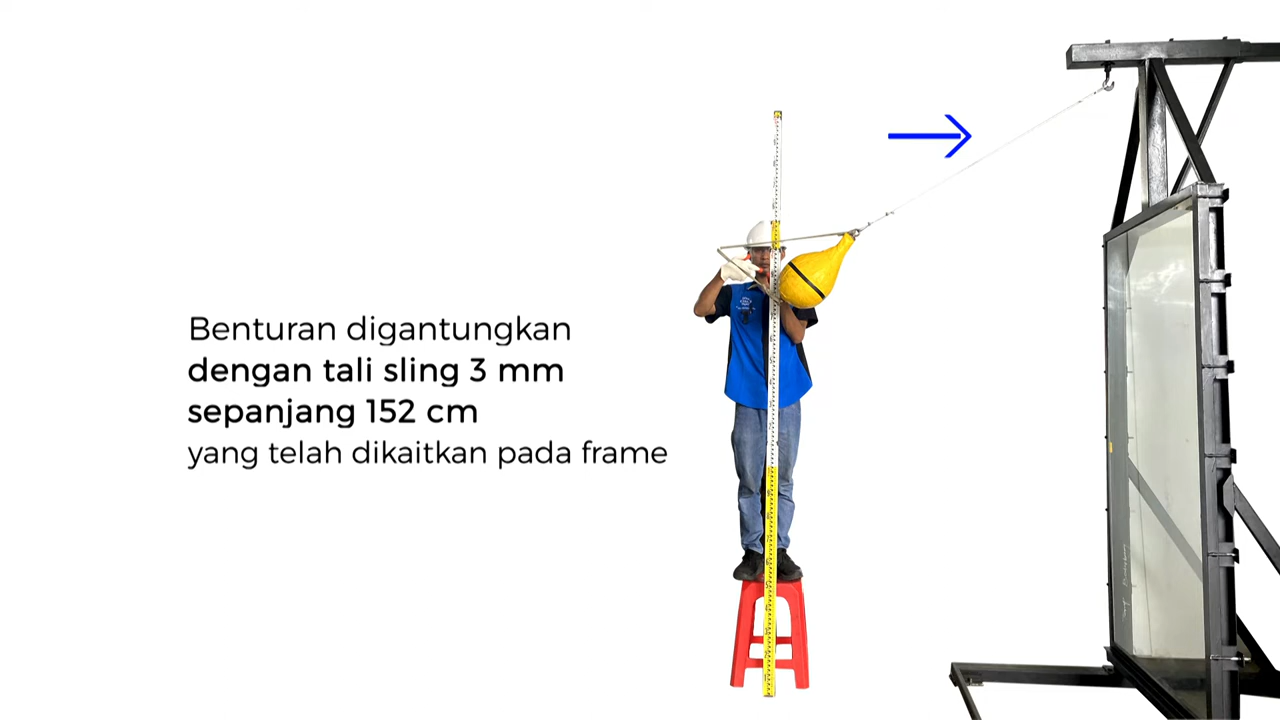 Benturan digantungkan
dengan tali sling 3 mm
sepanjang 152 cm
yang telah dikaitkan pada frame